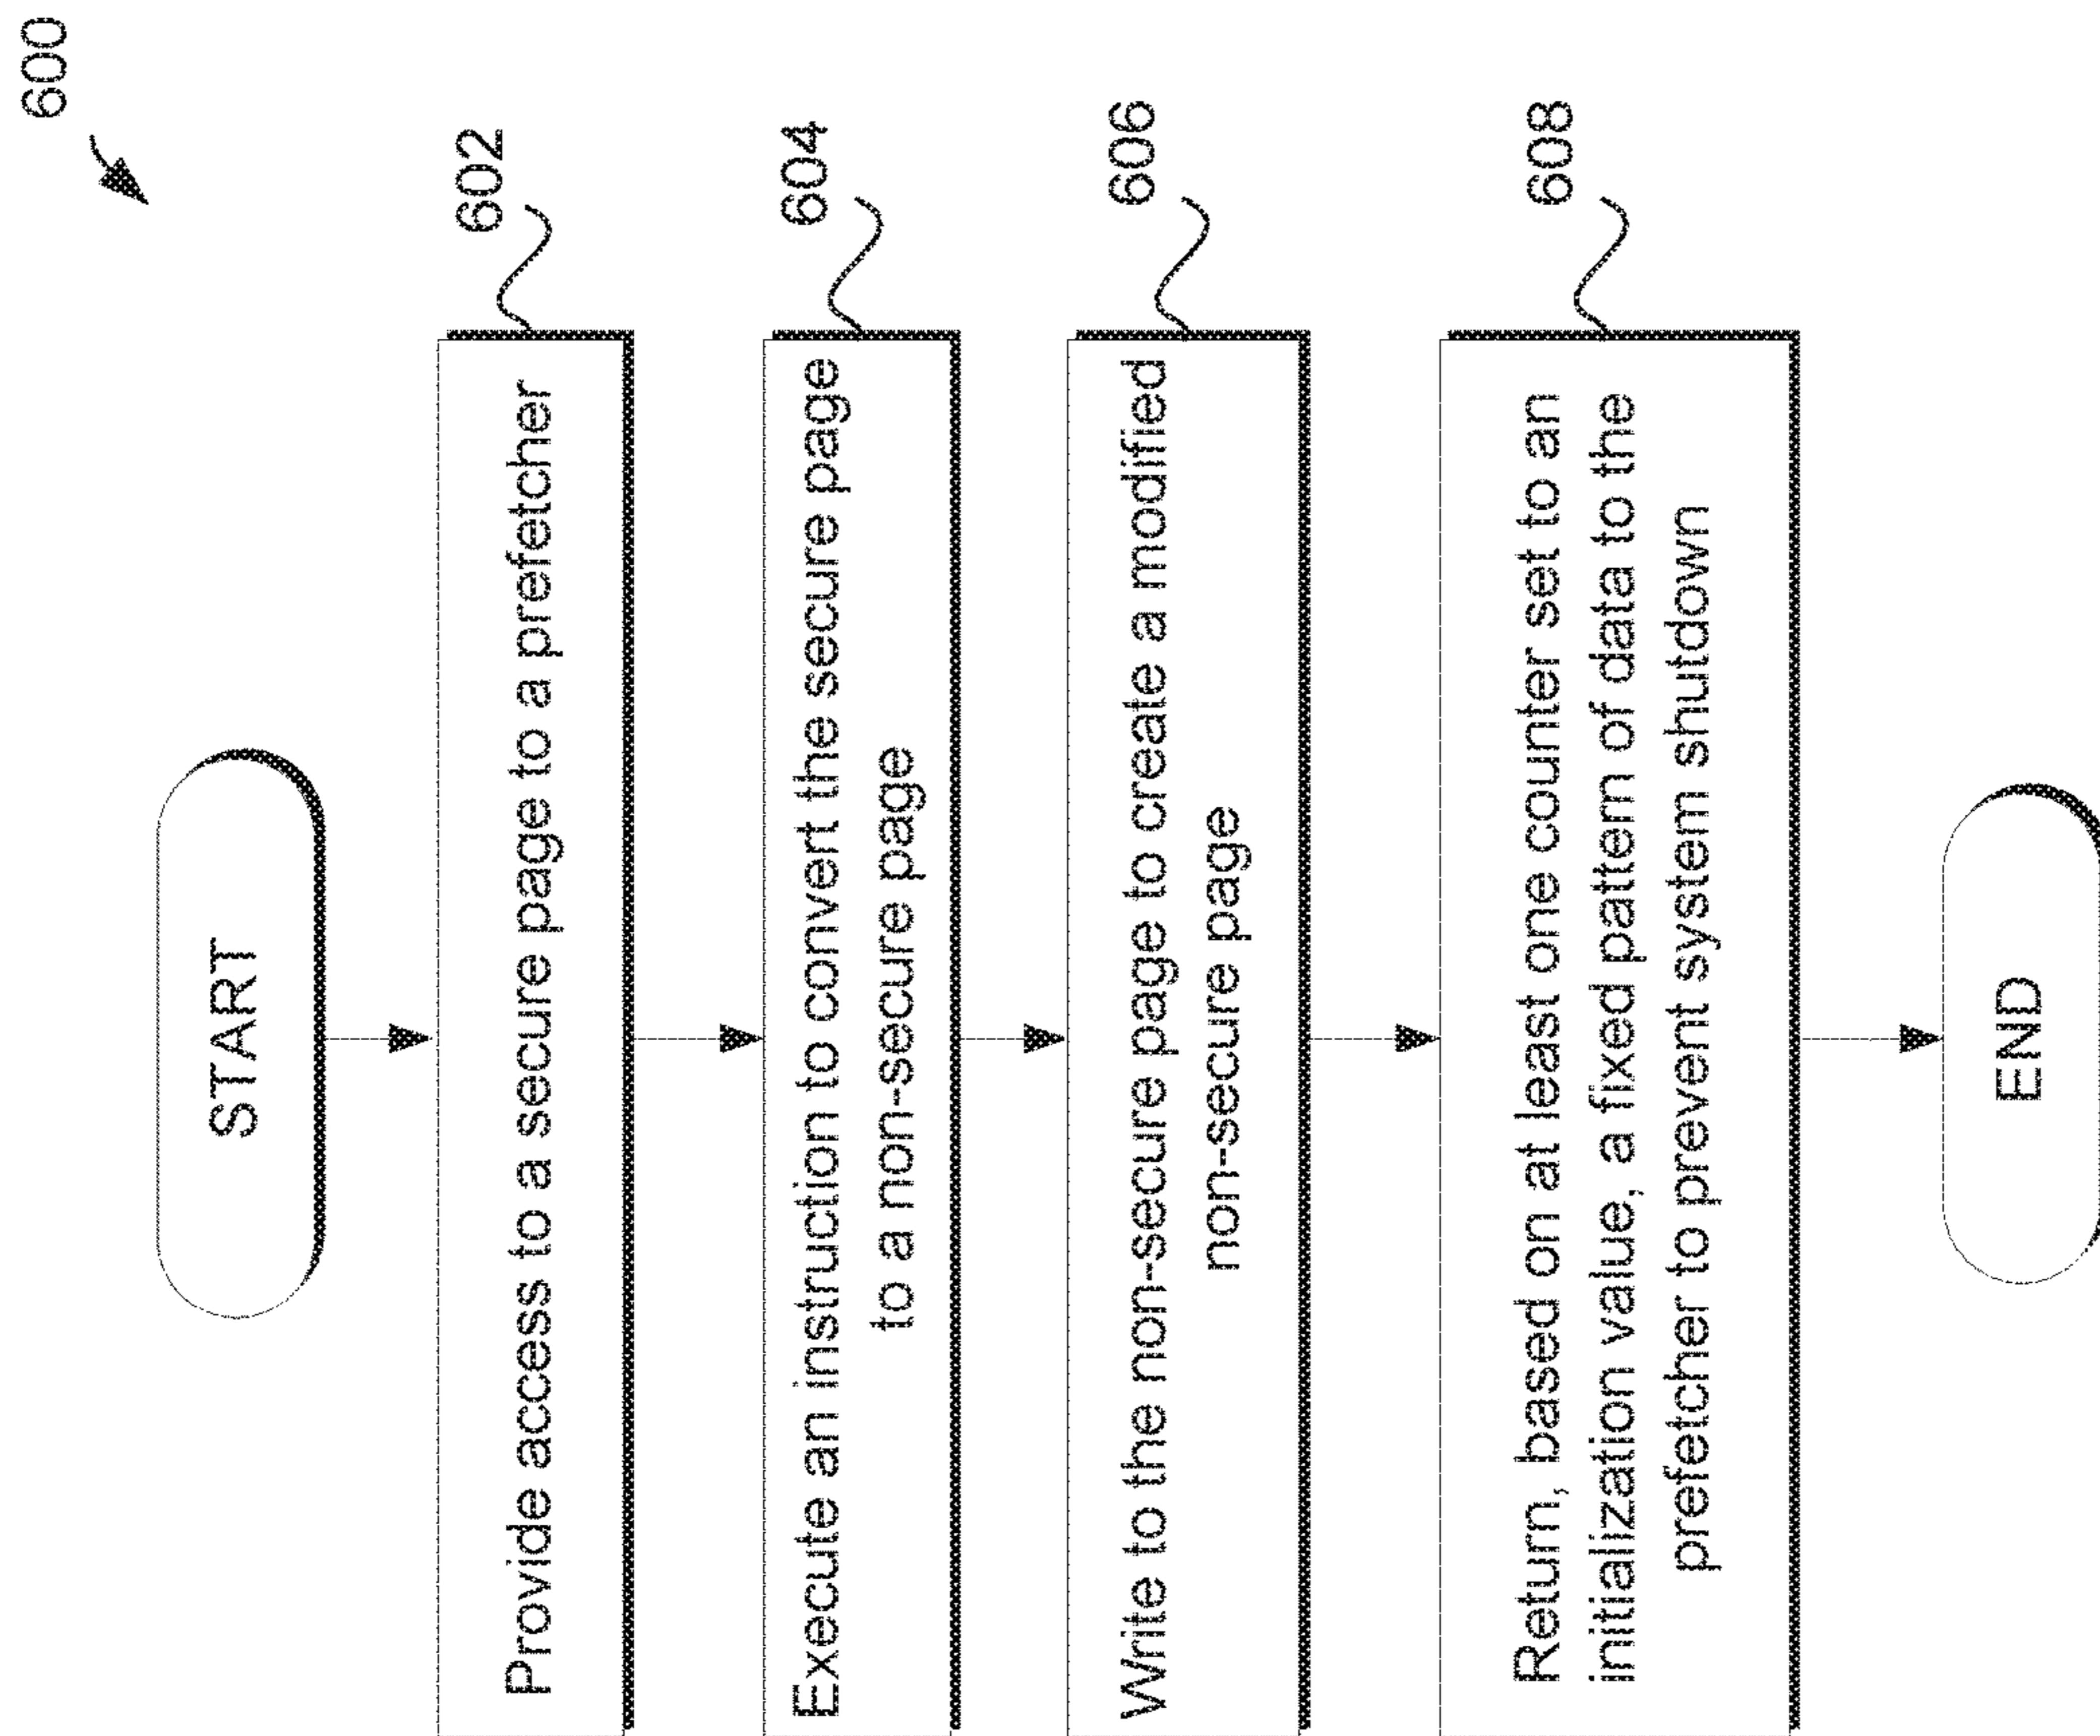 600
START
Provide access to a secure page to a prefetcher
602
Execute an instruction to convert the secure page
to a non-secure page
604
Write to the non-secure page to create a modified
non-secure page
606
Return, based on at least one counter set to an
initialization value, a fixed pattern of data to the
prefetcher to prevent system shutdown
608
END